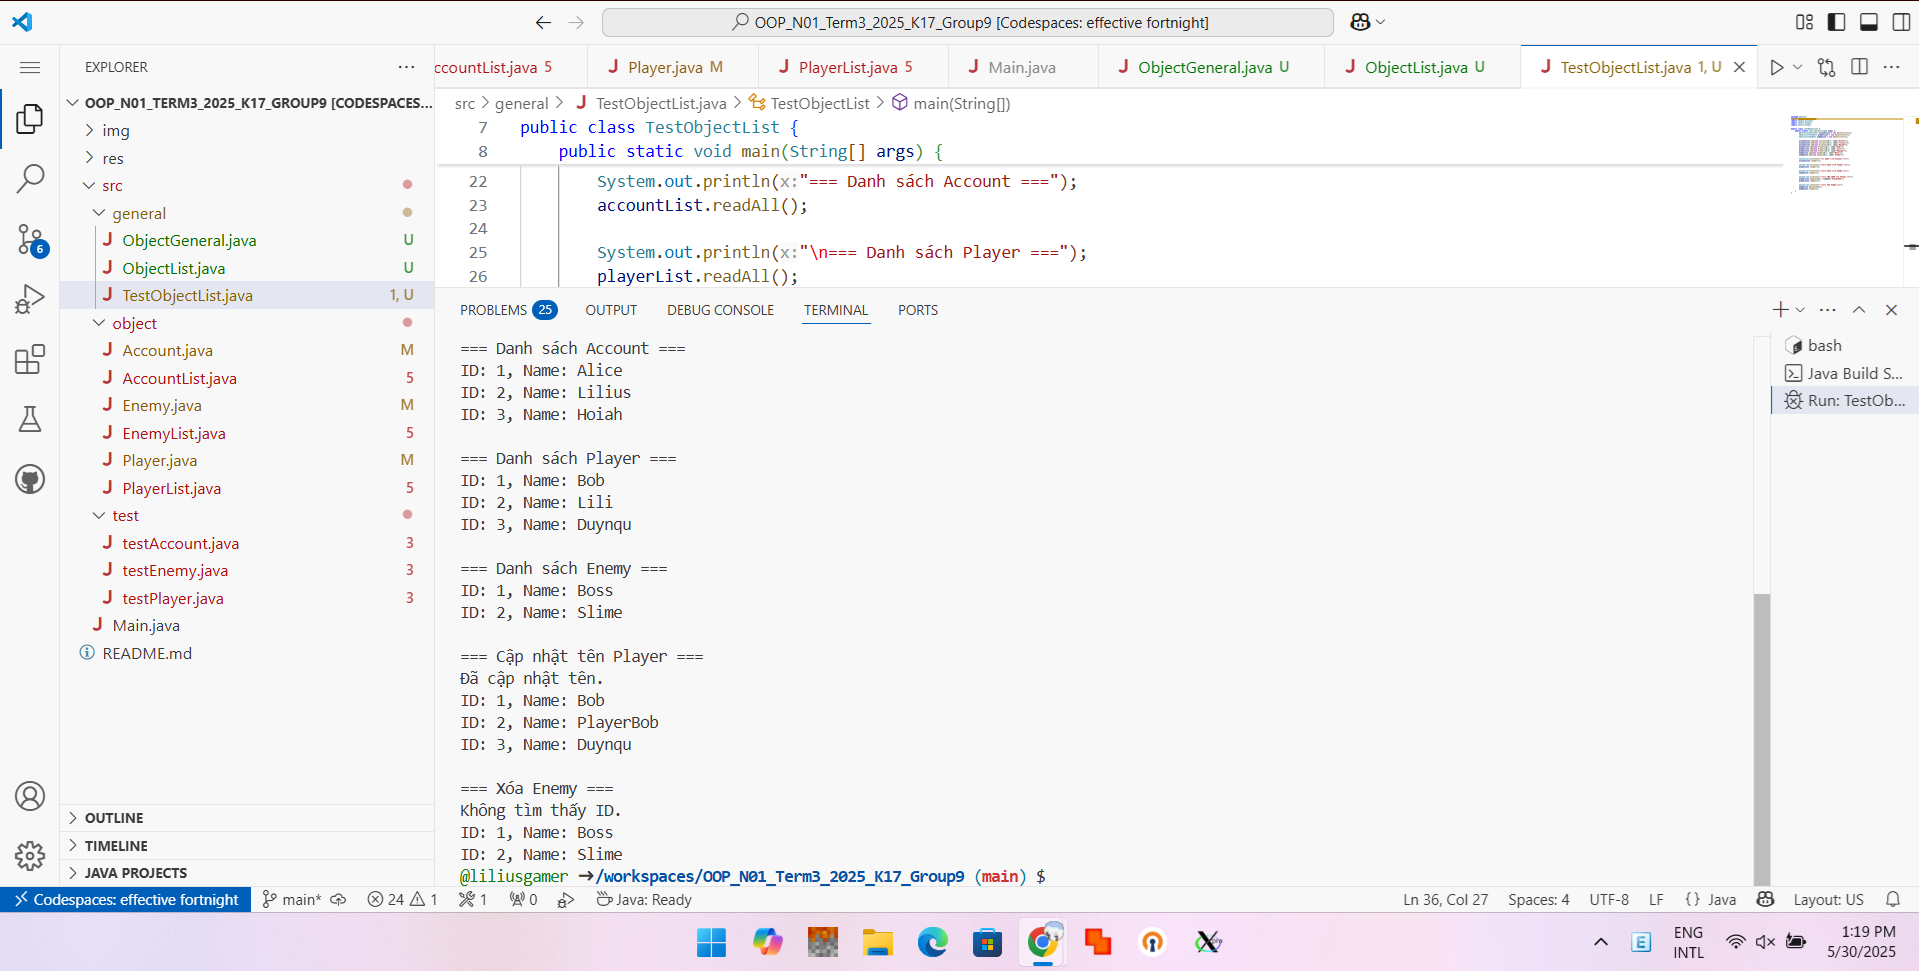 OOP_N01_Term3_2025_K17_Group9 [Codespaces: effective fortnight]
EXPLORER
OOP_N01_TERM3_2025_K17_GROUP9 [CODESPACES...
img
res
src
general
ObjectGeneral.java U
ObjectList.java U
TestObjectList.java 1, U
object
Account.java M
AccountList.java 5
Enemy.java M
EnemyList.java 5
Player.java M
PlayerList.java 5
test
testAccount.java 3
testEnemy.java 3
testPlayer.java 3
Main.java
README.md
OUTLINE
TIMELINE
JAVA PROJECTS
6
ccountList.java 5
Player.java M
PlayerList.java 5
Main.java
ObjectGeneral.java U
ObjectList.java U
TestObjectList.java 1, U
src > general > TestObjectList.java > TestObjectList > main(String[])
7 public class TestObjectList {
8 public static void main(String[] args) {
22 System.out.println(x:"=== Danh sách Account ===");
23 accountList.readAll();
24
25 System.out.println(x:"\n=== Danh sách Player ===");
26 playerList.readAll();
PROBLEMS 25 OUTPUT DEBUG CONSOLE TERMINAL PORTS
=== Danh sách Account ===
ID: 1, Name: Alice
ID: 2, Name: Lilius
ID: 3, Name: Hoiah
=== Danh sách Player ===
ID: 1, Name: Bob
ID: 2, Name: Lili
ID: 3, Name: Duynqu
=== Danh sách Enemy ===
ID: 1, Name: Boss
ID: 2, Name: Slime
=== Cập nhật tên Player ===
Đã cập nhật tên.
ID: 1, Name: Bob
ID: 2, Name: PlayerBob
ID: 3, Name: Duynqu
=== Xóa Enemy ===
Không tìm thấy ID.
ID: 1, Name: Boss
ID: 2, Name: Slime
@liliusgamer →/workspaces/OOP_N01_Term3_2025_K17_Group9 (main) $
bash
Java Build S...
Run: TestOb...
Codespaces: effective fortnight main* 24 1 1 0 Java: Ready
Ln 36, Col 27 Spaces: 4 UTF-8 LF {} Java Layout: US
ENG
INTL
1:19 PM
5/30/2025